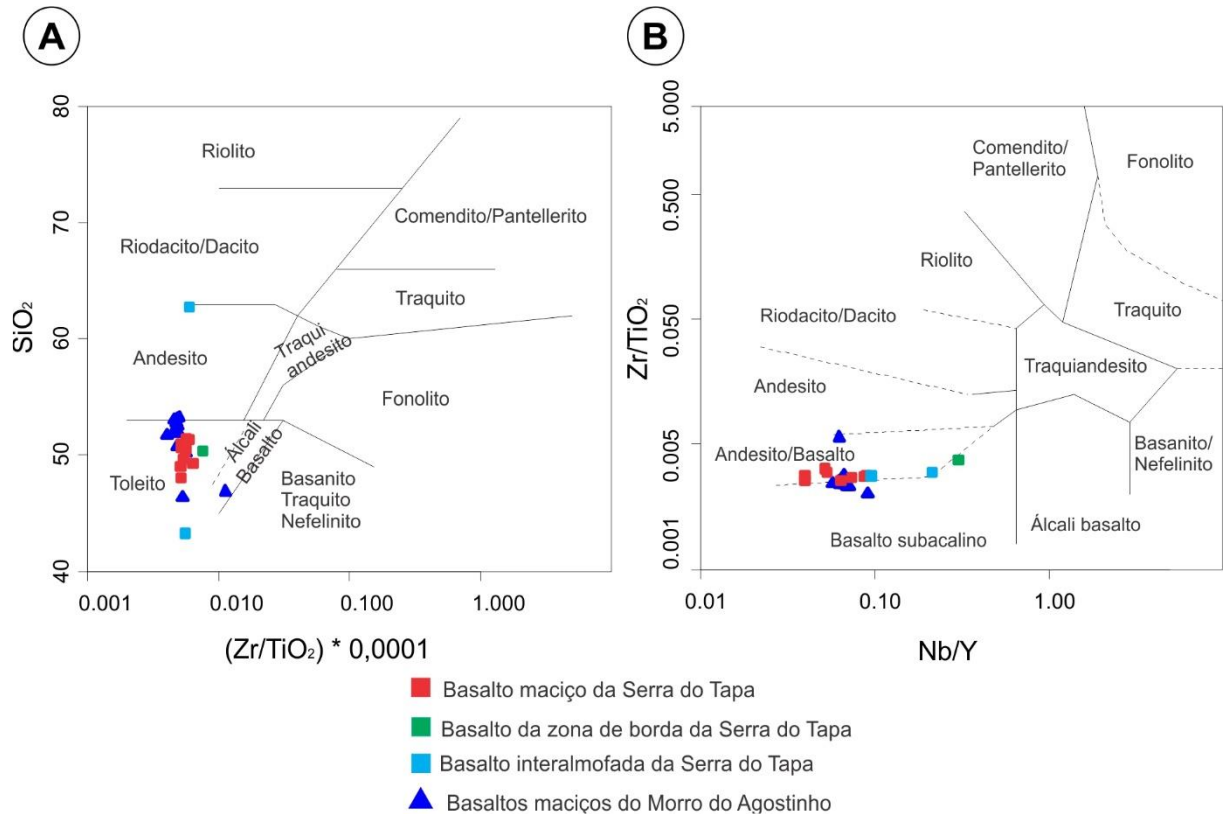 A
80
70
60
50
40
SiO₂
Riolito
Comendito/Pantellerito
Riodacito/Dacito
Traquito
Traqui
andesito
Andesito
Fonolito
Álcali
Basalto
Toleito
Basanito
Traquito
Nefelinito
0.001
0.010
0.100
1.000
(Zr/TiO₂) * 0,0001
B
5.000
0.500
0.050
0.005
0.001
Zr/TiO₂
Comendito/
Pantellerito
Fonolito
Riolito
Traquito
Riodacito/Dacito
Traquiandesito
Andesito
Andesito/Basalto
Basanito/
Nefelinito
Basalto subacalino
Álcali basalto
0.01
0.10
1.00
Nb/Y
Basalto maciço da Serra do Tapa
Basalto da zona de borda da Serra do Tapa
Basalto interalmofada da Serra do Tapa
Basaltos maciços do Morro do Agostinho